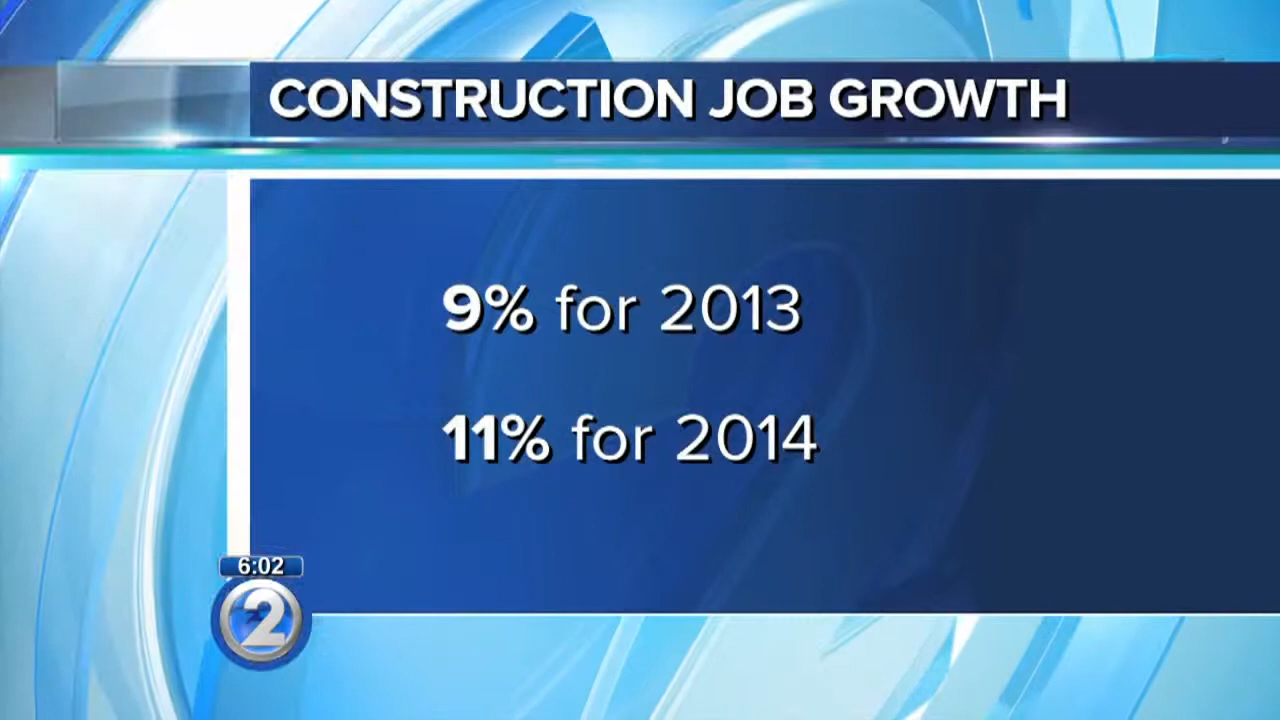 CONSTRUCTION JOB GROWTH
9% for 2013
11% for 2014
6:02
2